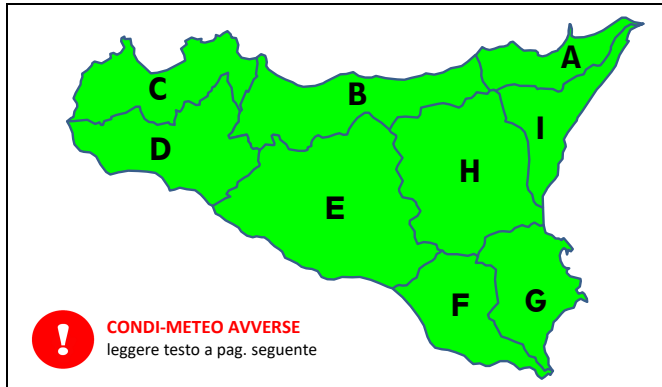 A
C
B
I
D
H
E
F
G
!
CONDI-METEO AVVERSE
leggere testo a pag. seguente